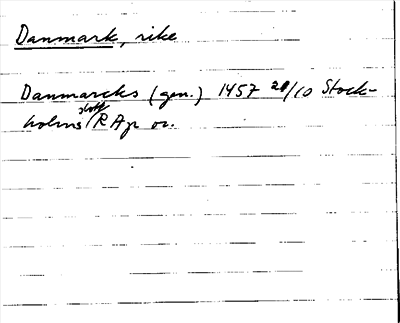 Danmark, rike
Danmarcks (gen.) 1457 20/10 Stock-
holms slott RAp or.